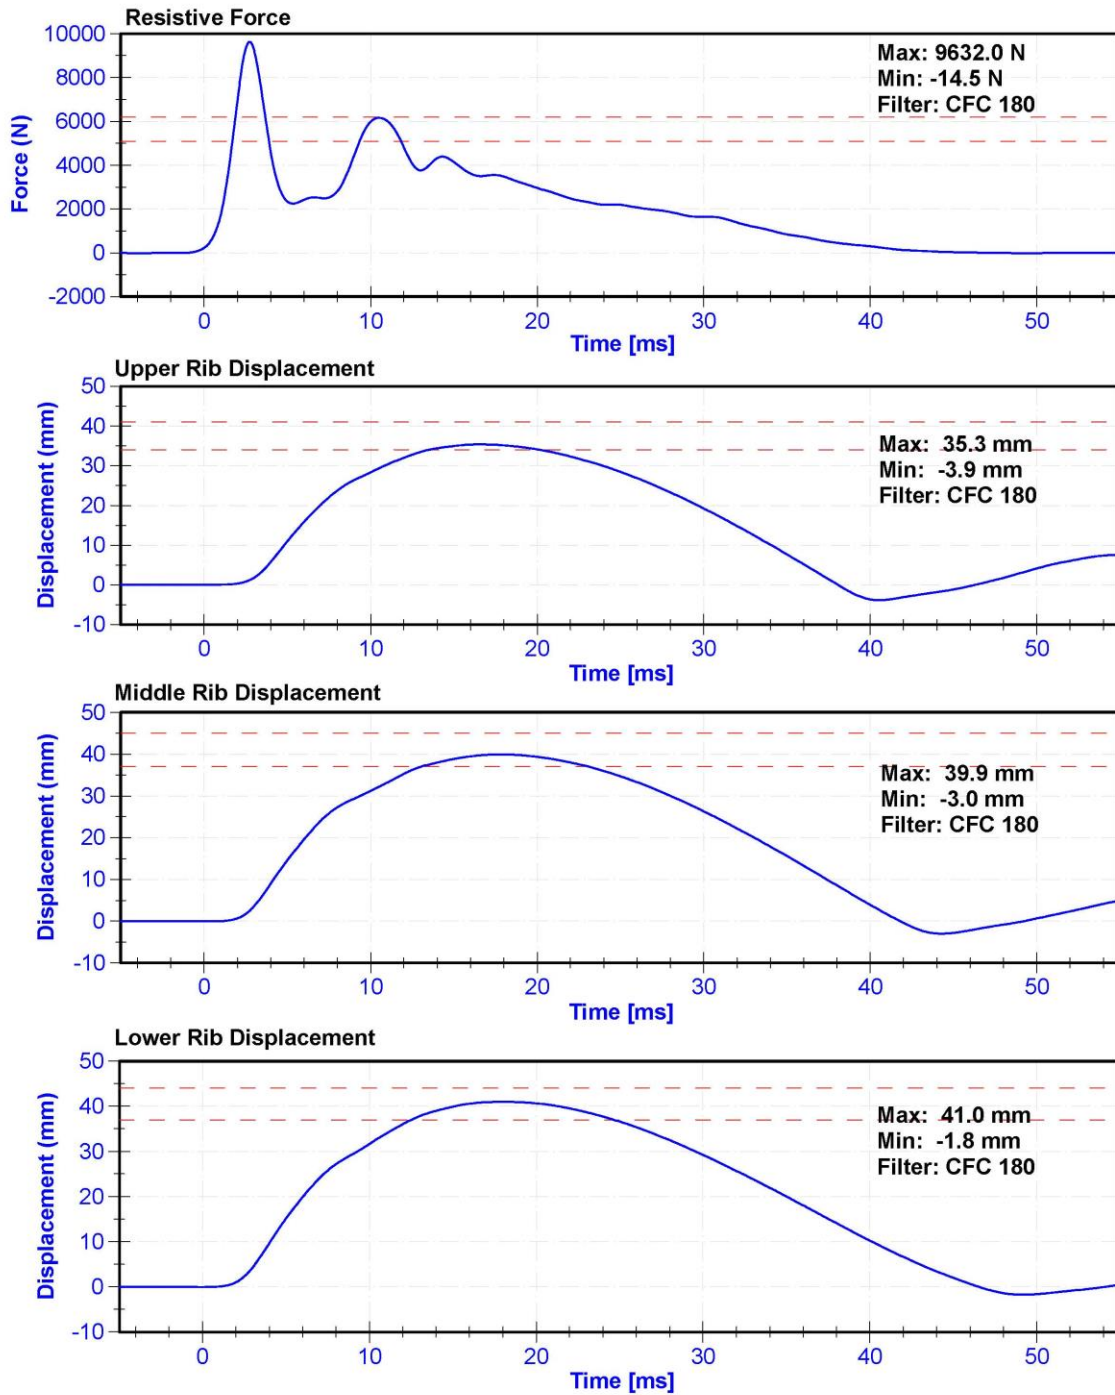 Resistive Force
10000
8000
6000
4000
2000
0
-2000
Force (N)
Max: 9632.0 N
Min: -14.5 N
Filter: CFC 180
0 10 20 30 40 50
Time [ms]
Upper Rib Displacement
50
40
30
20
10
0
-10
Displacement (mm)
Max: 35.3 mm
Min: -3.9 mm
Filter: CFC 180
0 10 20 30 40 50
Time [ms]
Middle Rib Displacement
50
40
30
20
10
0
-10
Displacement (mm)
Max: 39.9 mm
Min: -3.0 mm
Filter: CFC 180
0 10 20 30 40 50
Time [ms]
Lower Rib Displacement
50
40
30
20
10
0
-10
Displacement (mm)
Max: 41.0 mm
Min: -1.8 mm
Filter: CFC 180
0 10 20 30 40 50
Time [ms]